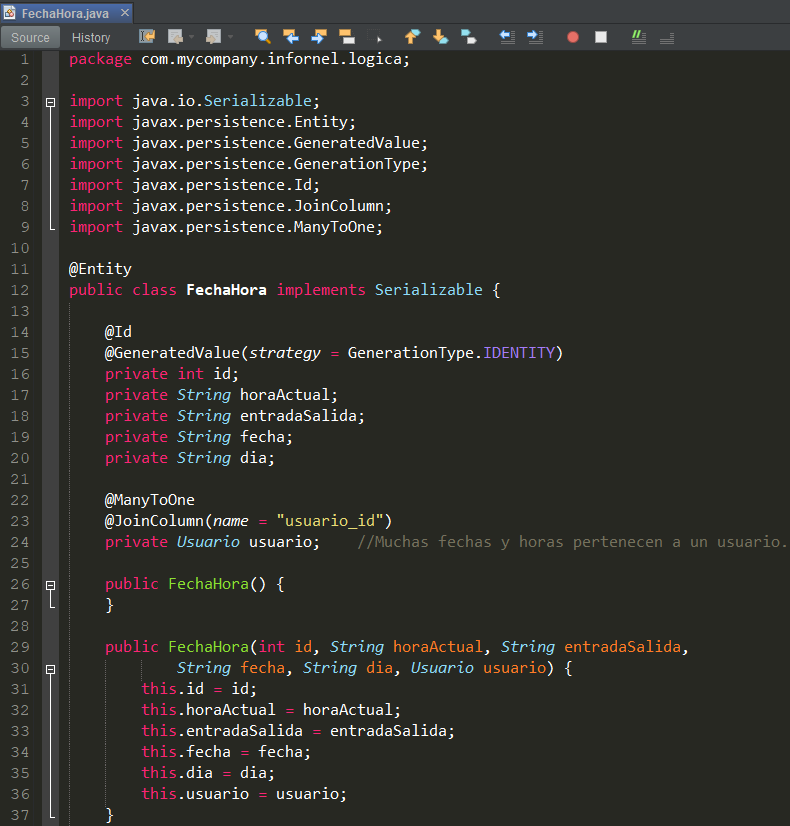 FechaHora.java
Source History
1 package com.mycompany.infornel.logica;
2
3 import java.io.Serializable;
4 import javax.persistence.Entity;
5 import javax.persistence.GeneratedValue;
6 import javax.persistence.GenerationType;
7 import javax.persistence.Id;
8 import javax.persistence.JoinColumn;
9 import javax.persistence.ManyToOne;
10
11 @Entity
12 public class FechaHora implements Serializable {
13
14     @Id
15     @GeneratedValue(strategy = GenerationType.IDENTITY)
16     private int id;
17     private String horaActual;
18     private String entradaSalida;
19     private String fecha;
20     private String dia;
21
22     @ManyToOne
23     @JoinColumn(name = "usuario_id")
24     private Usuario usuario;    //Muchas fechas y horas pertenecen a un usuario.
25
26     public FechaHora() {
27     }
28
29     public FechaHora(int id, String horaActual, String entradaSalida,
30             String fecha, String dia, Usuario usuario) {
31         this.id = id;
32         this.horaActual = horaActual;
33         this.entradaSalida = entradaSalida;
34         this.fecha = fecha;
35         this.dia = dia;
36         this.usuario = usuario;
37     }